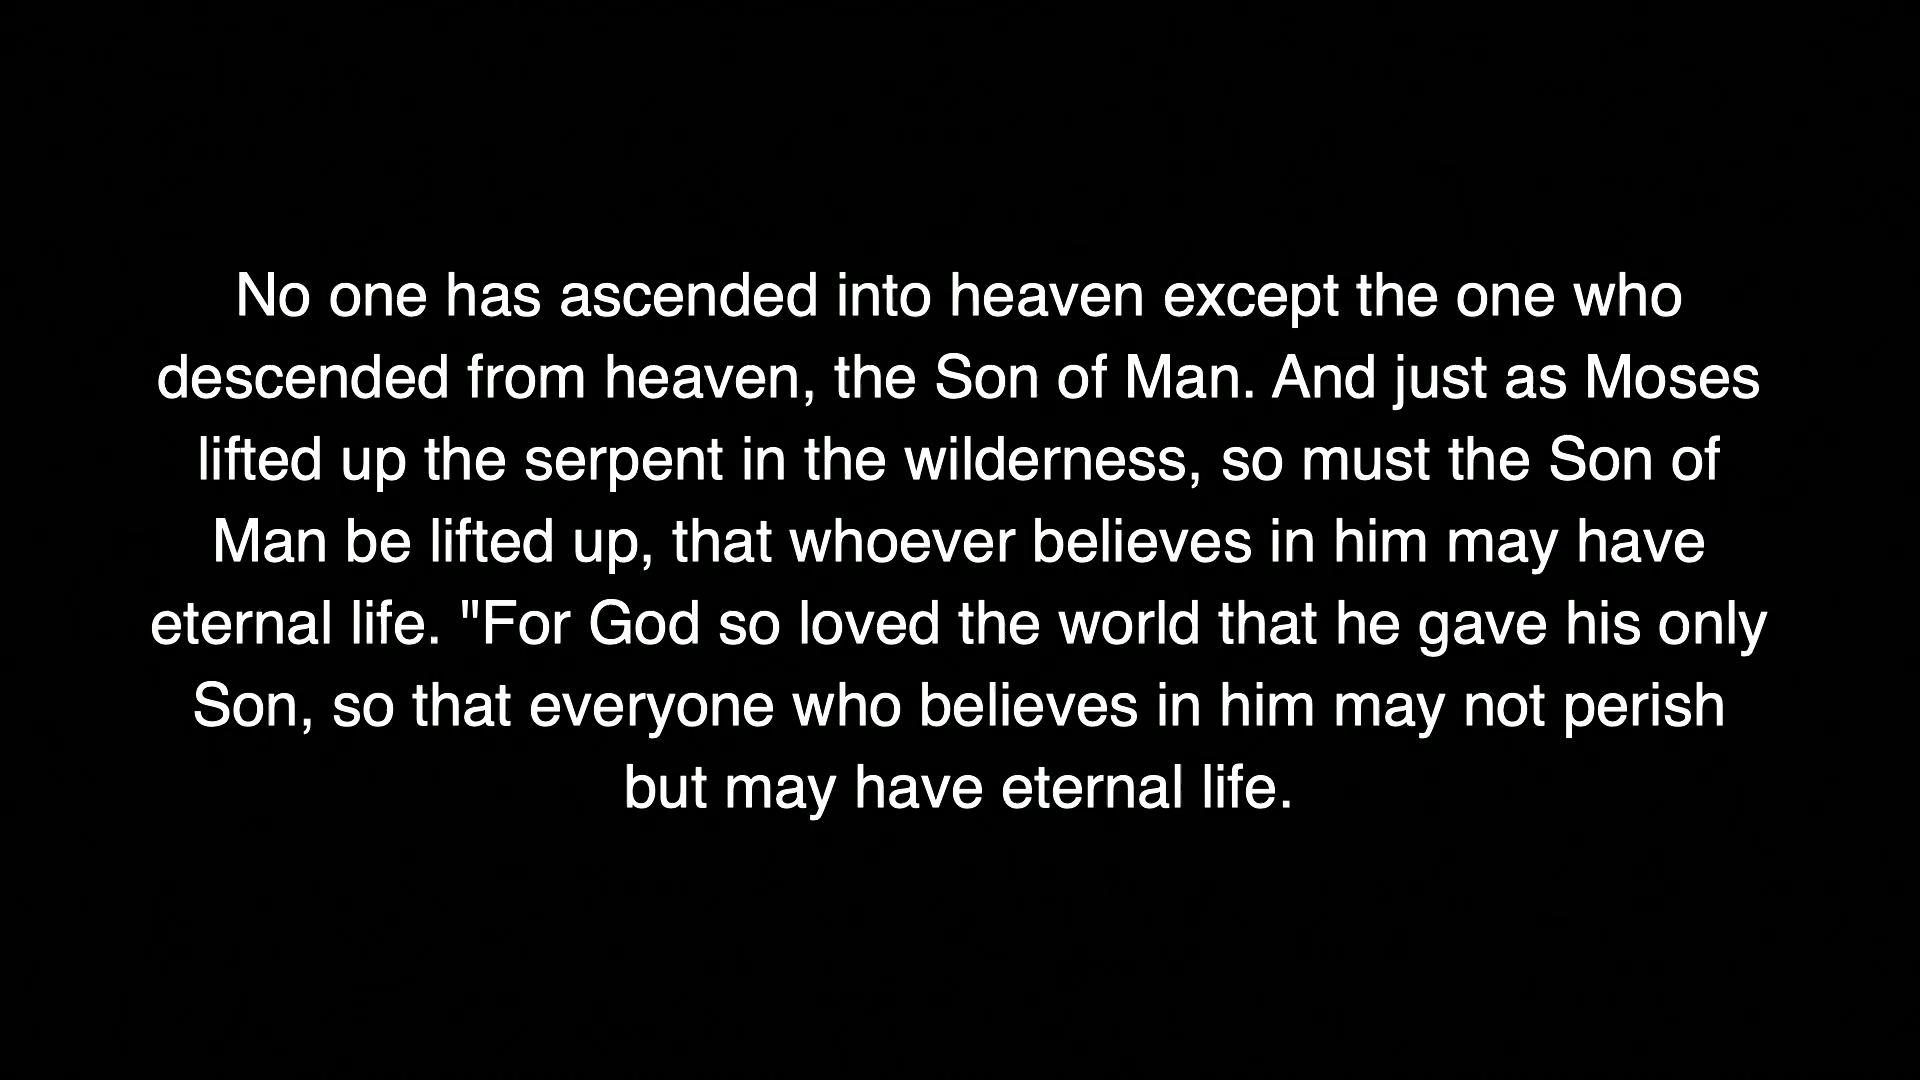 No one has ascended into heaven except the one who
descended from heaven, the Son of Man. And just as Moses
lifted up the serpent in the wilderness, so must the Son of
Man be lifted up, that whoever believes in him may have
eternal life. "For God so loved the world that he gave his only
Son, so that everyone who believes in him may not perish
but may have eternal life.